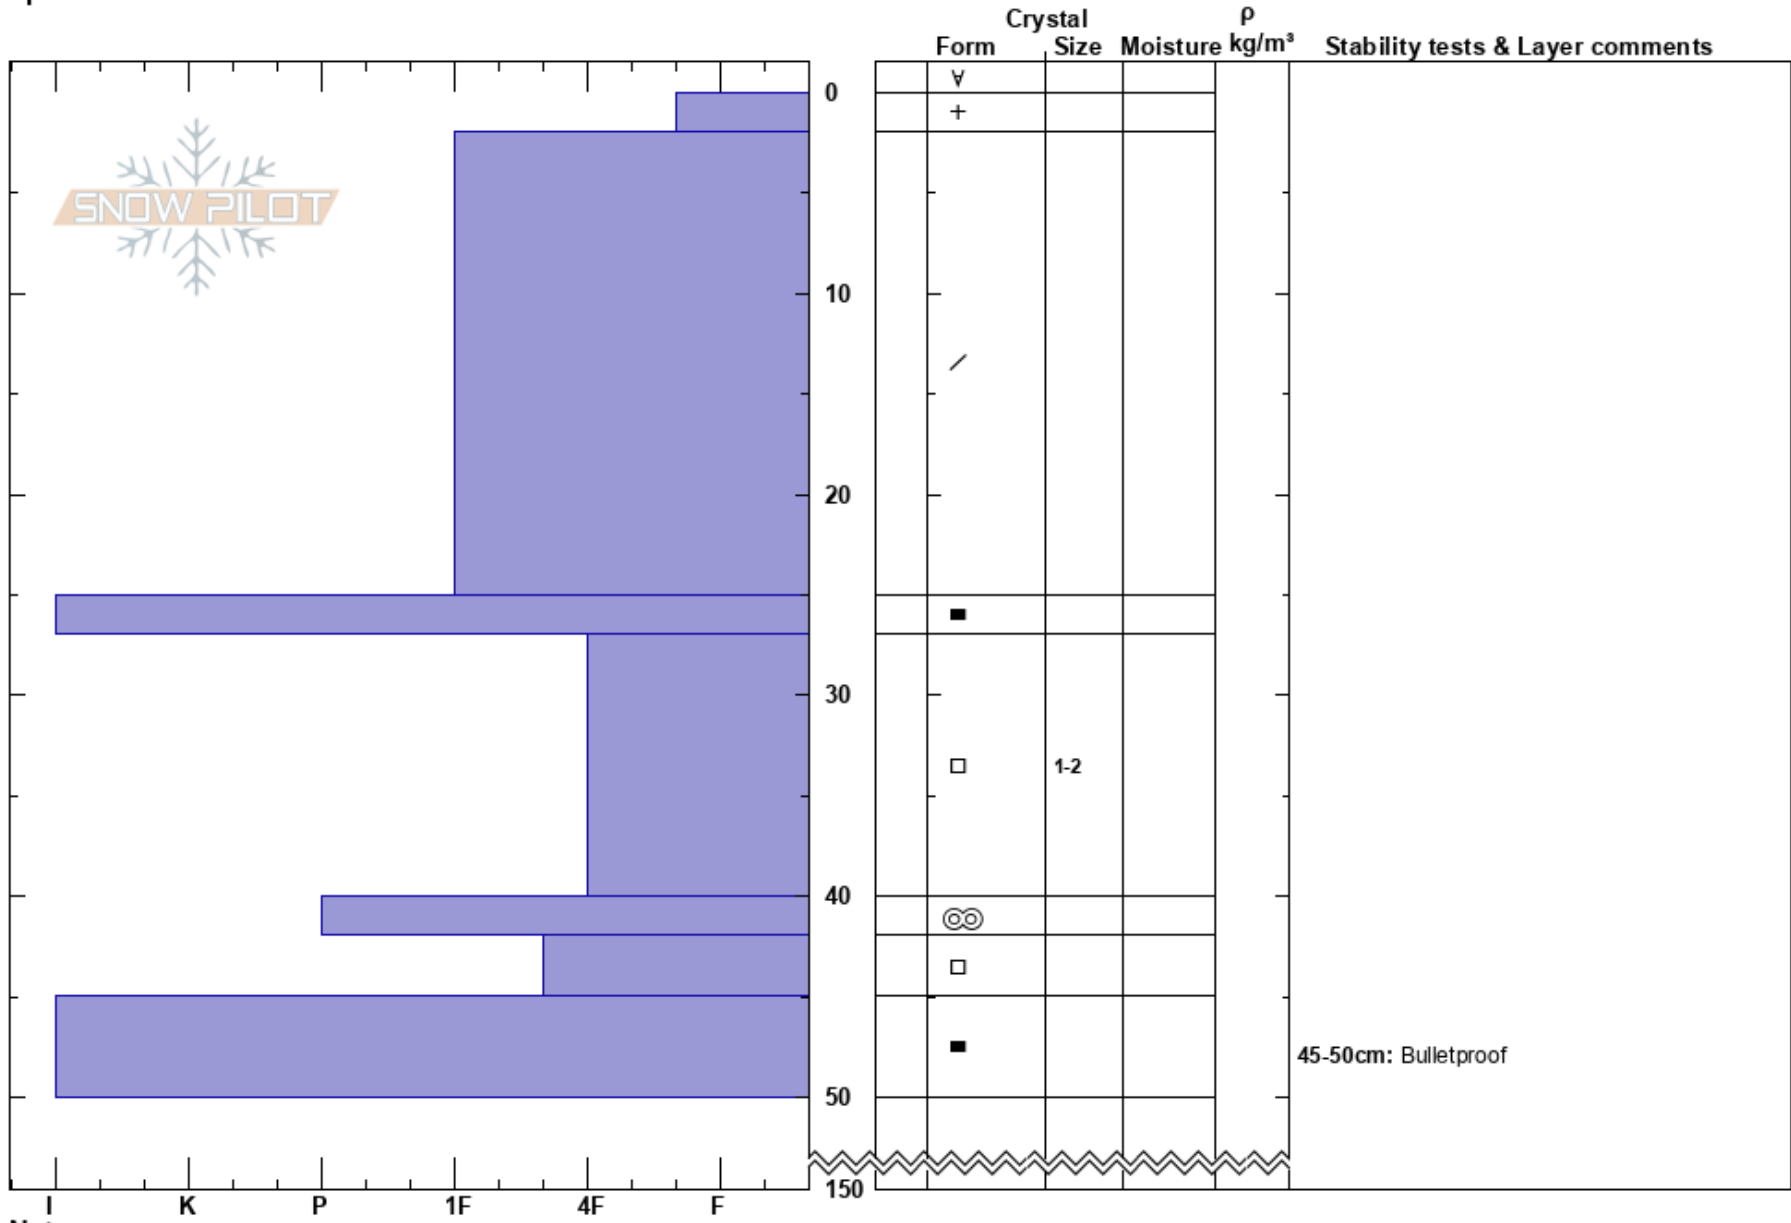 Crystal ρ
Form Size Moisture kg/m³ Stability tests & Layer comments
0
SNOW PILOT
10
20
30
1-2
40
45-50cm: Bulletproof
50
150
I K P 1F 4F F